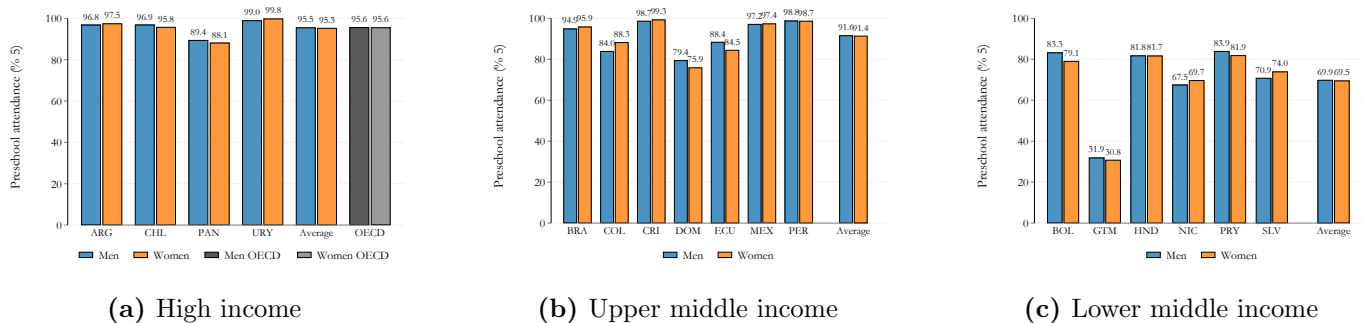 Preschool attendance (% 5)
100
80
60
40
20
0
96.8 97.5 96.9 95.8 89.4 88.1 99.0 99.8 95.5 95.3 95.6 95.6
ARG CHL PAN URY Average OECD
Men Women Men OECD Women OECD
(a) High income
Preschool attendance (% 5)
100
80
60
40
20
0
94.9 95.9 84.0 88.3 98.7 99.3 79.4 75.9 88.4 84.5 97.2 97.4 98.8 98.7 91.6 91.4
BRA COL CRI DOM ECU MEX PER Average
Men Women
(b) Upper middle income
Preschool attendance (% 5)
100
80
60
40
20
0
83.3 79.1 31.9 30.8 81.8 81.7 67.5 69.7 83.9 81.9 70.9 74.0 69.9 69.5
BOL GTM HND NIC PRY SLV Average
Men Women
(c) Lower middle income